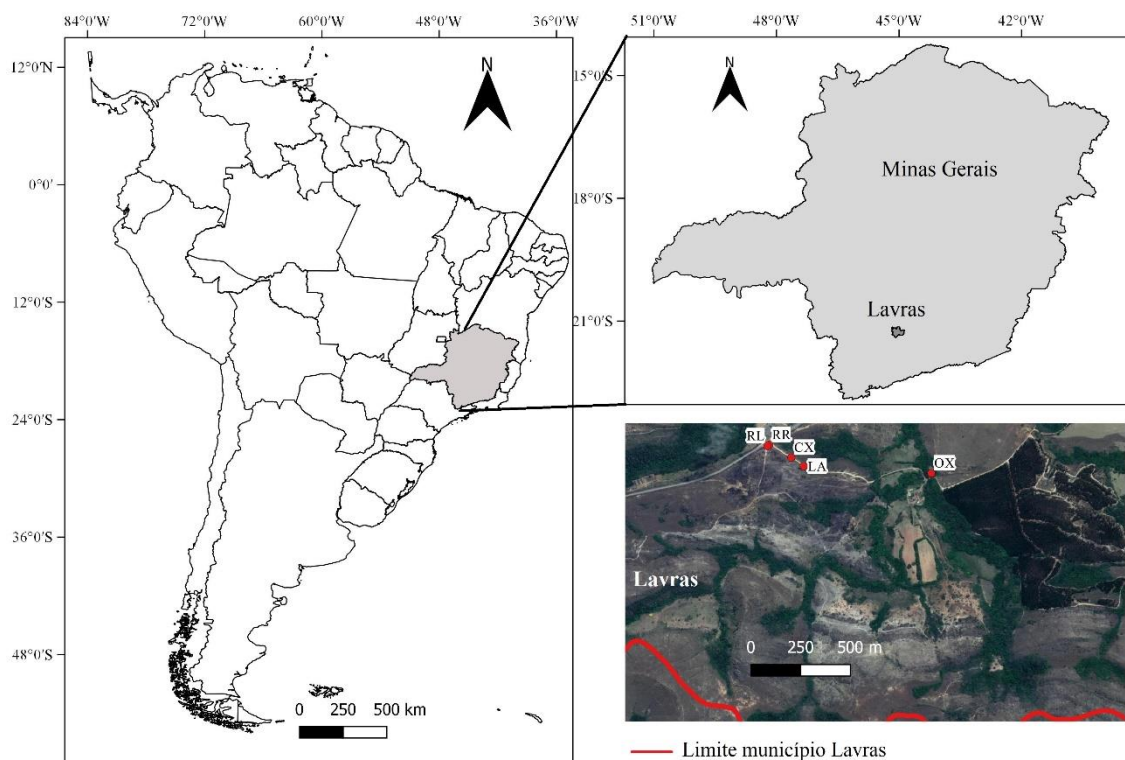 84°0'W 72°0'W 60°0'W 48°0'W 36°0'W
12°0'N
0°0'
12°0'S
24°0'S
36°0'S
48°0'S
N
0 250 500 km
51°0'W 48°0'W 45°0'W 42°0'W
15°0'S
18°0'S
21°0'S
N
Minas Gerais
Lavras
RL RR
CX
LA
OX
Lavras
0 250 500 m
Limite município Lavras